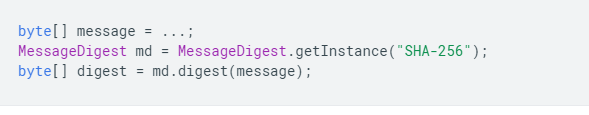 byte[] message = ...;
MessageDigest md = MessageDigest.getInstance("SHA-256");
byte[] digest = md.digest(message);